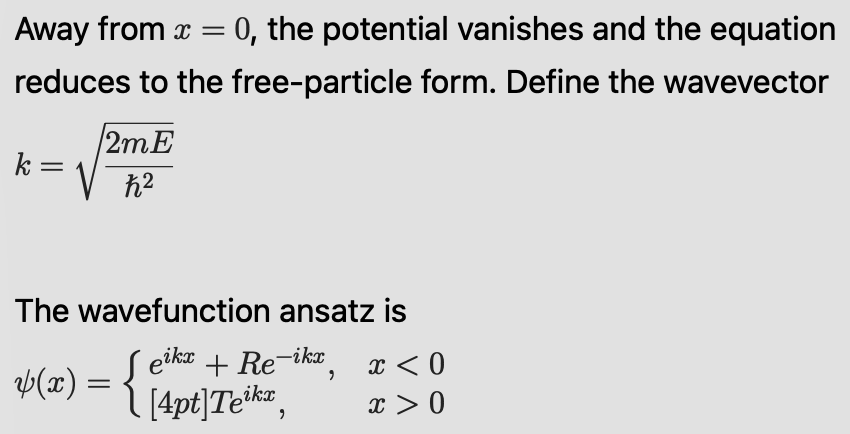 Away from $x = 0$, the potential vanishes and the equation
reduces to the free-particle form. Define the wavevector
$k = \sqrt{\frac{2mE}{\hbar^2}}$
The wavefunction ansatz is
$\psi(x) = \begin{cases} e^{ikx} + Re^{-ikx}, & x < 0 \\ \text{[4pt]}Te^{ikx}, & x > 0 \end{cases}$